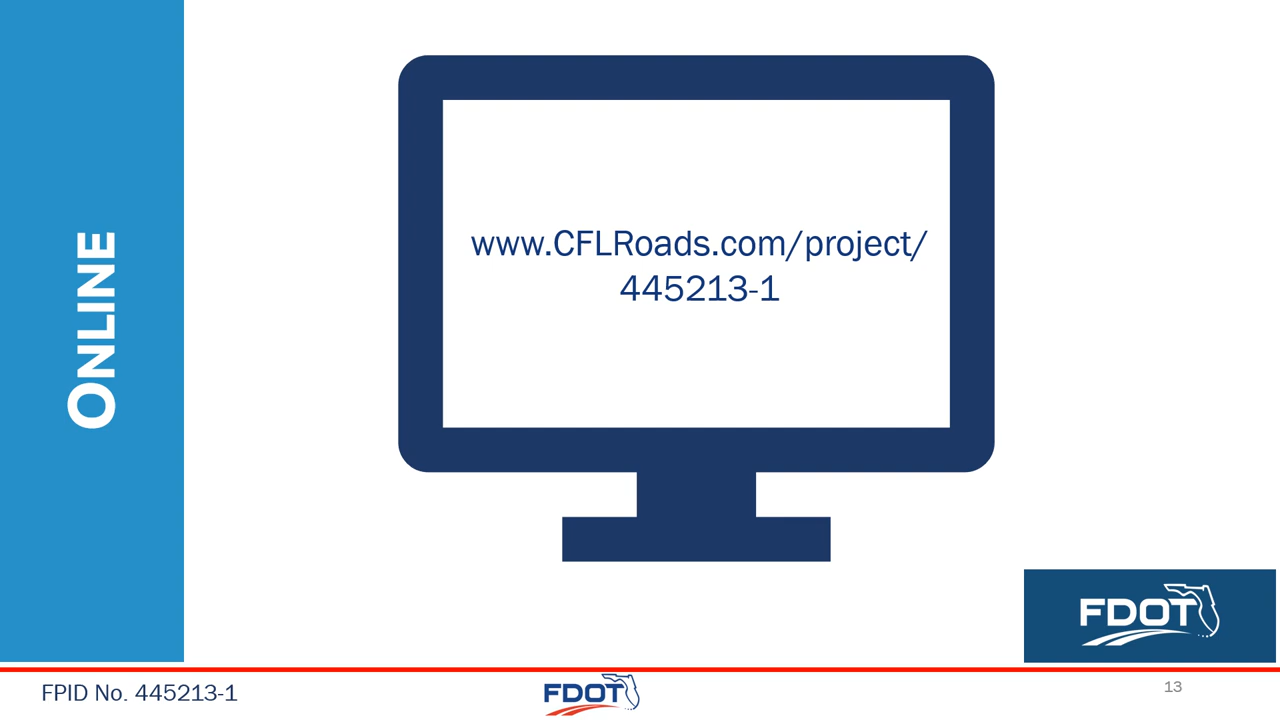 ONLINE
www.CFLRoads.com/project/
445213-1
FDOT
FPID No. 445213-1
FDOT
13